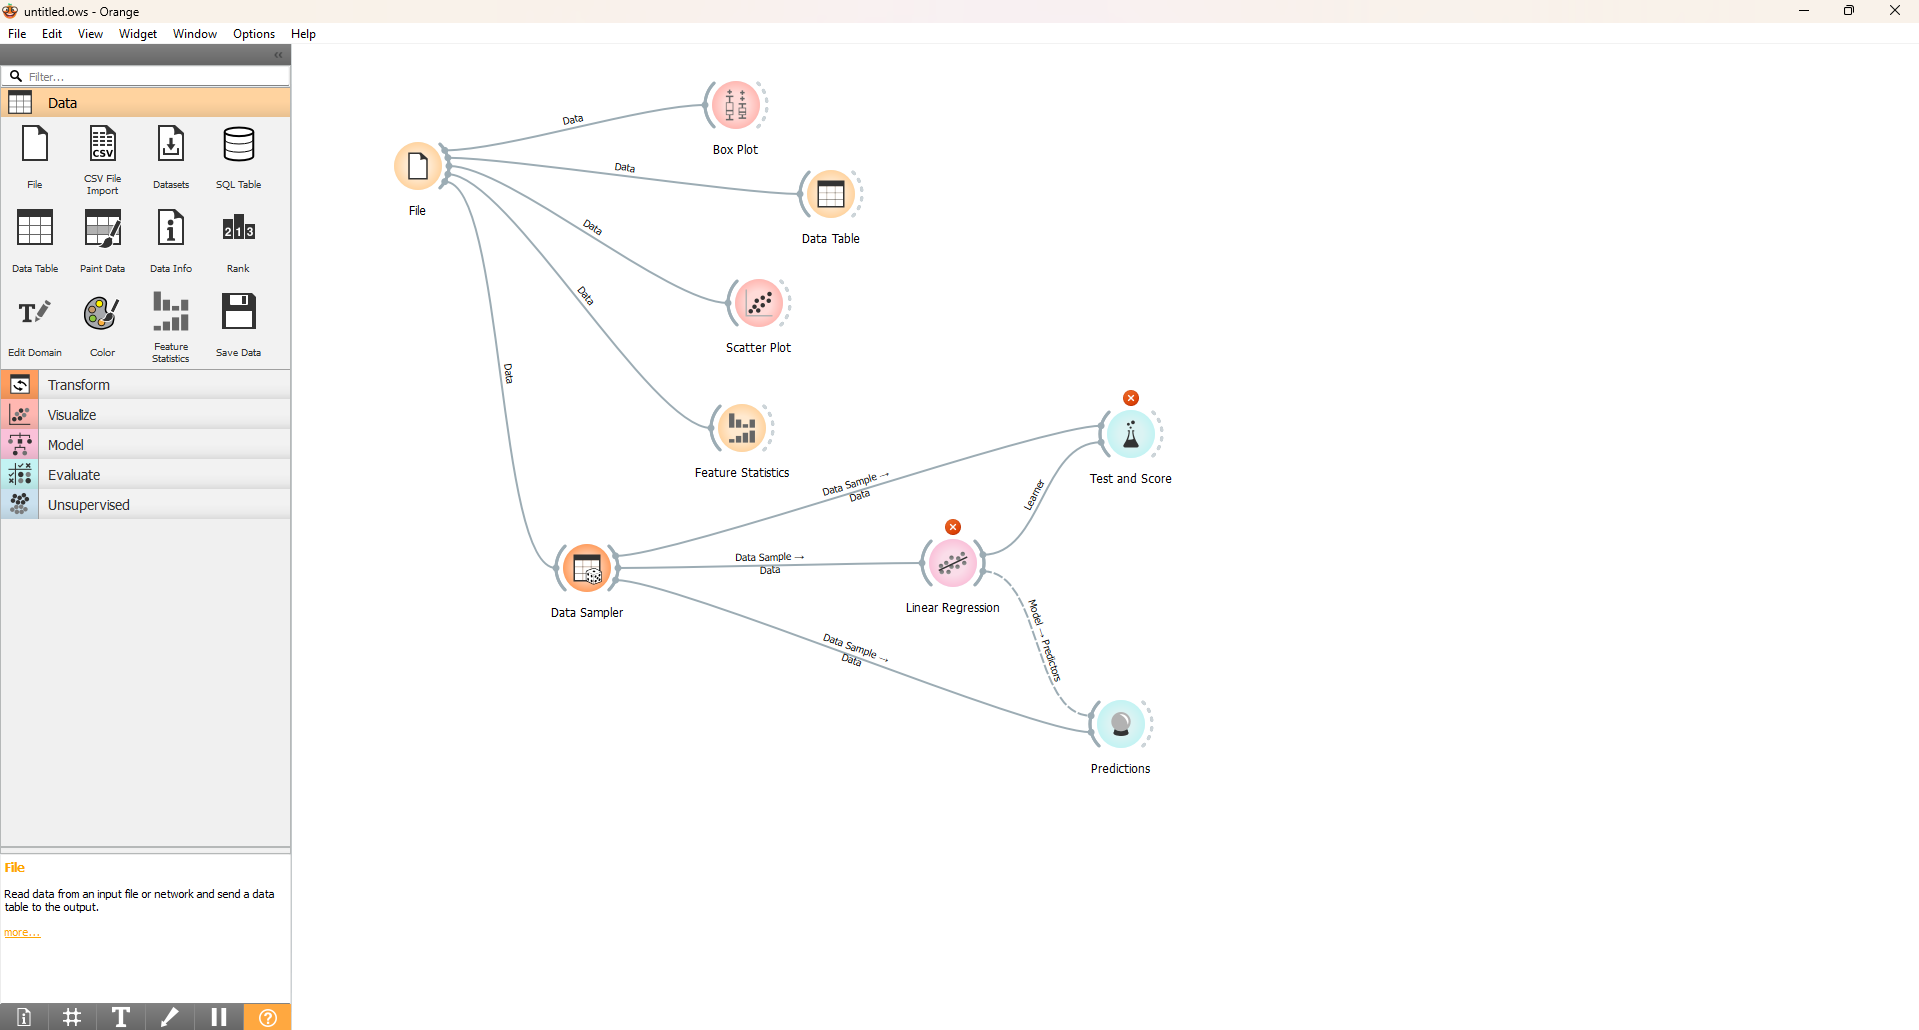 untitled.ows - Orange
File Edit View Widget Window Options Help
Filter...
Data
File
CSV File Import
Datasets
SQL Table
Data Table
Paint Data
Data Info
Rank
Edit Domain
Color
Feature Statistics
Save Data
Transform
Visualize
Model
Evaluate
Unsupervised
File
Read data from an input file or network and send a data
table to the output.
more...
File
Data
Box Plot
Data
Data Table
Data
Scatter Plot
Data
Feature Statistics
Data
Data Sampler
Data Sample →
Data
Test and Score
Learner
Data Sample →
Data
Linear Regression
Model → Predictors
Data Sample →
Data
Predictions